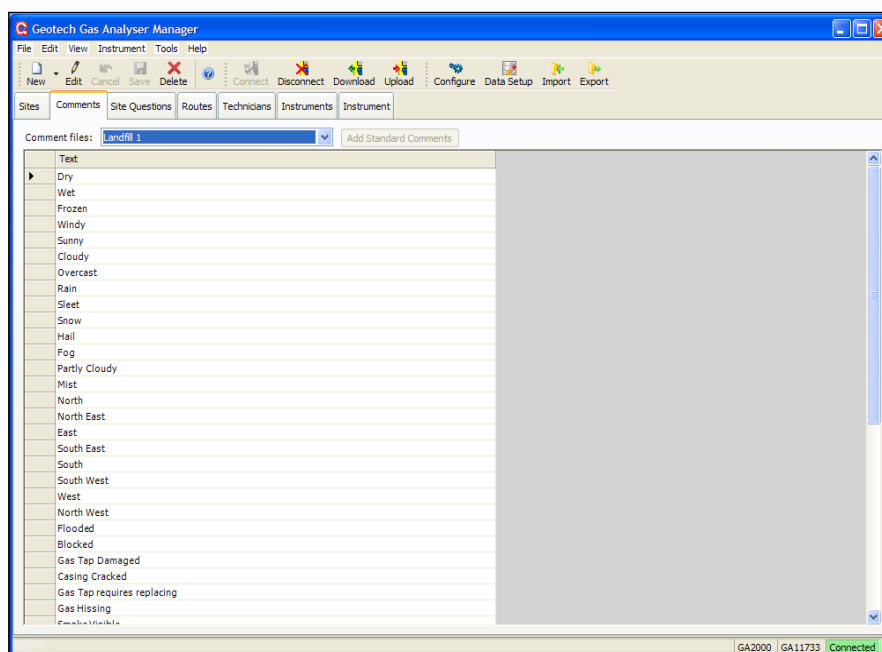 Geotech Gas Analyser Manager
File Edit View Instrument Tools Help
New Edit Cancel Save Delete Connect Disconnect Download Upload Configure Data Setup Import Export
Sites Comments Site Questions Routes Technicians Instruments Instrument
Comment files: Landfill 1 Add Standard Comments
Text
Dry
Wet
Frozen
Windy
Sunny
Cloudy
Overcast
Rain
Sleet
Snow
Hail
Fog
Partly Cloudy
Mist
North
North East
East
South East
South
South West
West
North West
Flooded
Blocked
Gas Tap Damaged
Casing Cracked
Gas Tap requires replacing
Gas Hissing
Smoke Visible
GA2000 GA11733 Connected